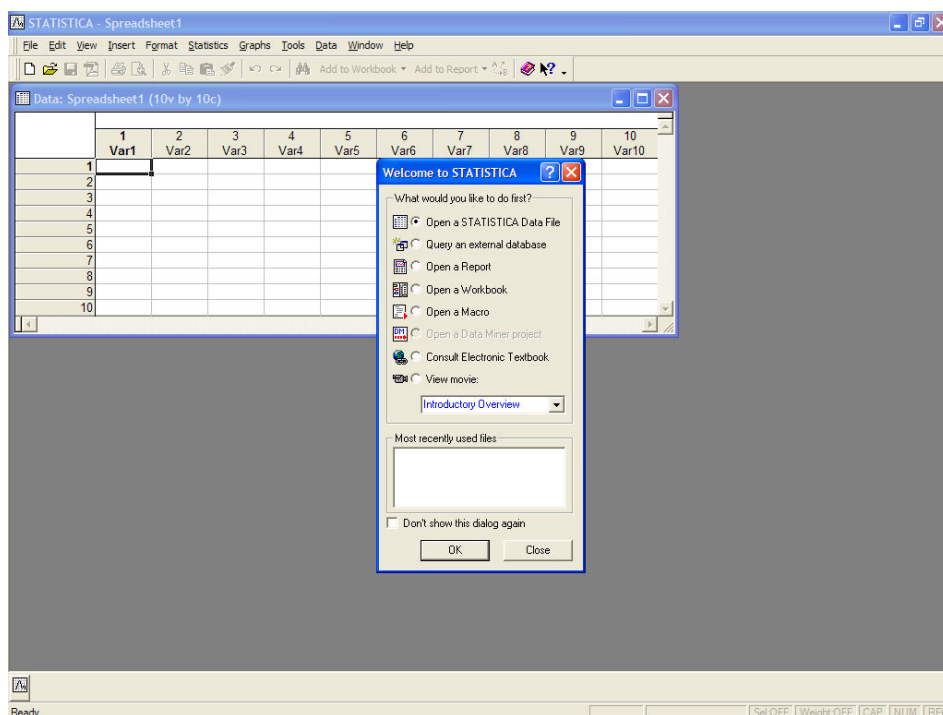 STATISTICA - Spreadsheet1
File Edit View Insert Format Statistics Graphs Tools Data Window Help
Add to Workbook Add to Report
Data: Spreadsheet1 (10v by 10c)
1 2 3 4 5 6 7 8 9 10
Var1 Var2 Var3 Var4 Var5 Var6 Var7 Var8 Var9 Var10
1
2
3
4
5
6
7
8
9
10
Welcome to STATISTICA
What would you like to do first?
Open a STATISTICA Data File
Query an external database
Open a Report
Open a Workbook
Open a Macro
Open a Data Miner project
Consult Electronic Textbook
View movie:
Introductory Overview
Most recently used files
Don't show this dialog again
OK Close
Ready Sel:OFF Weight:OFF CAP NUM